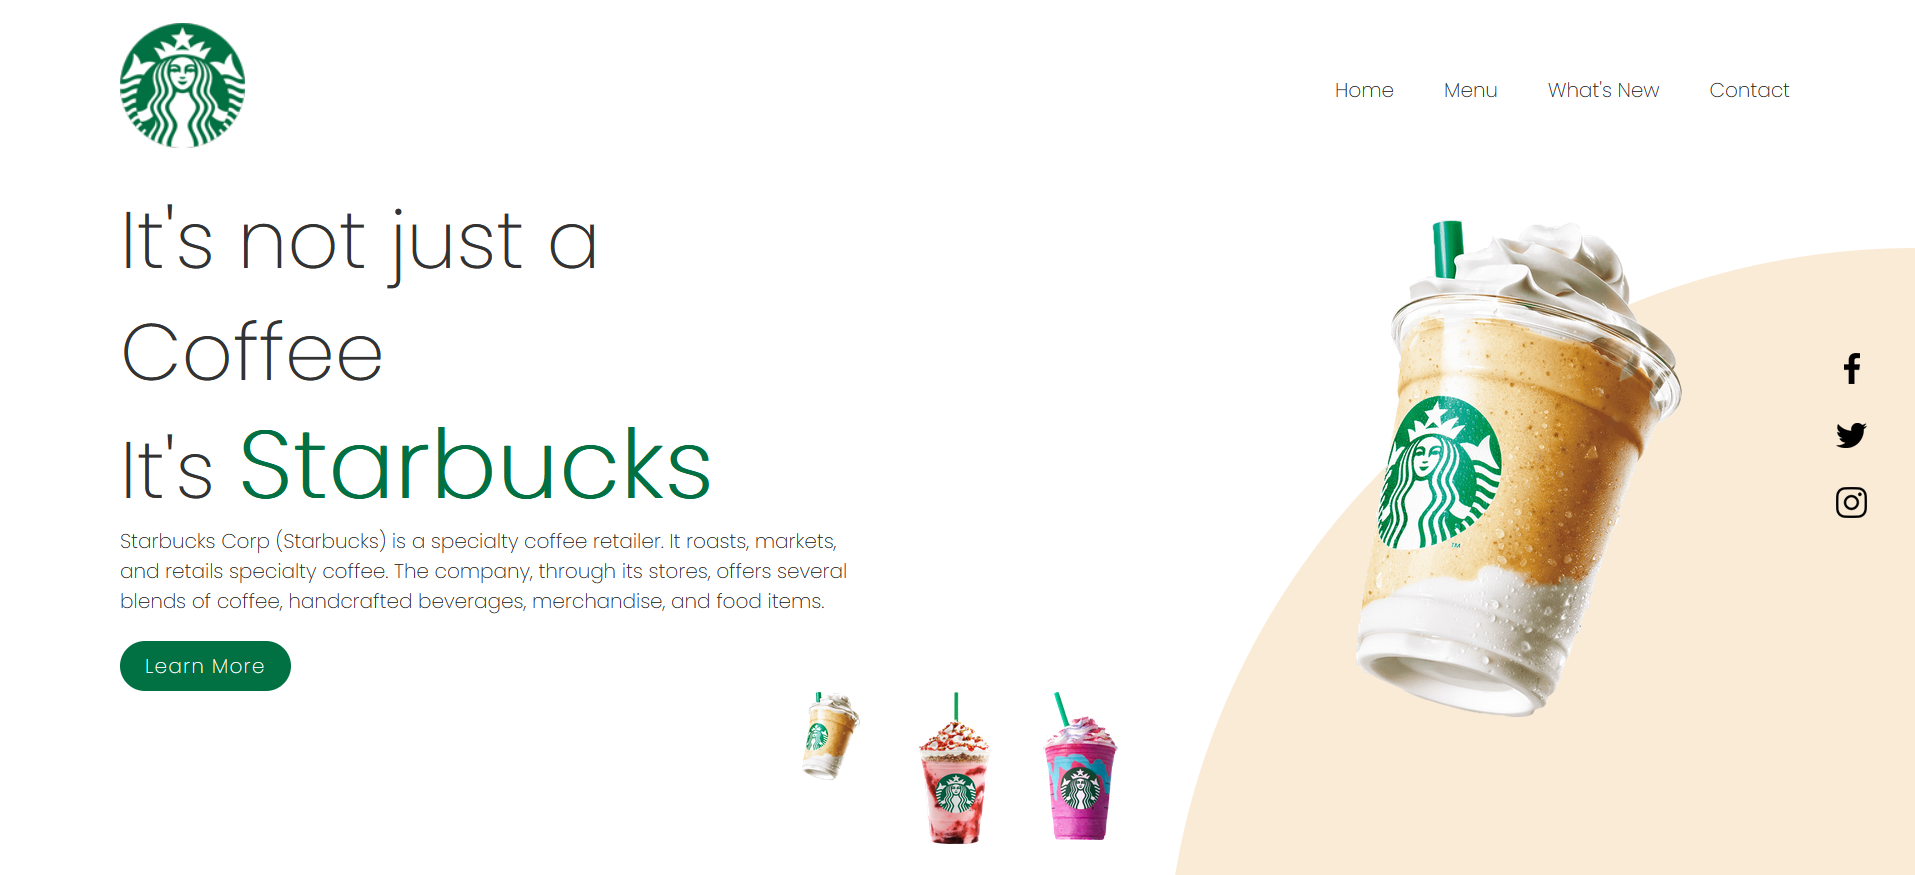 Home Menu What's New Contact
It's not just a
Coffee
It's Starbucks
Starbucks Corp (Starbucks) is a specialty coffee retailer. It roasts, markets,
and retails specialty coffee. The company, through its stores, offers several
blends of coffee, handcrafted beverages, merchandise, and food items.
Learn More
TM